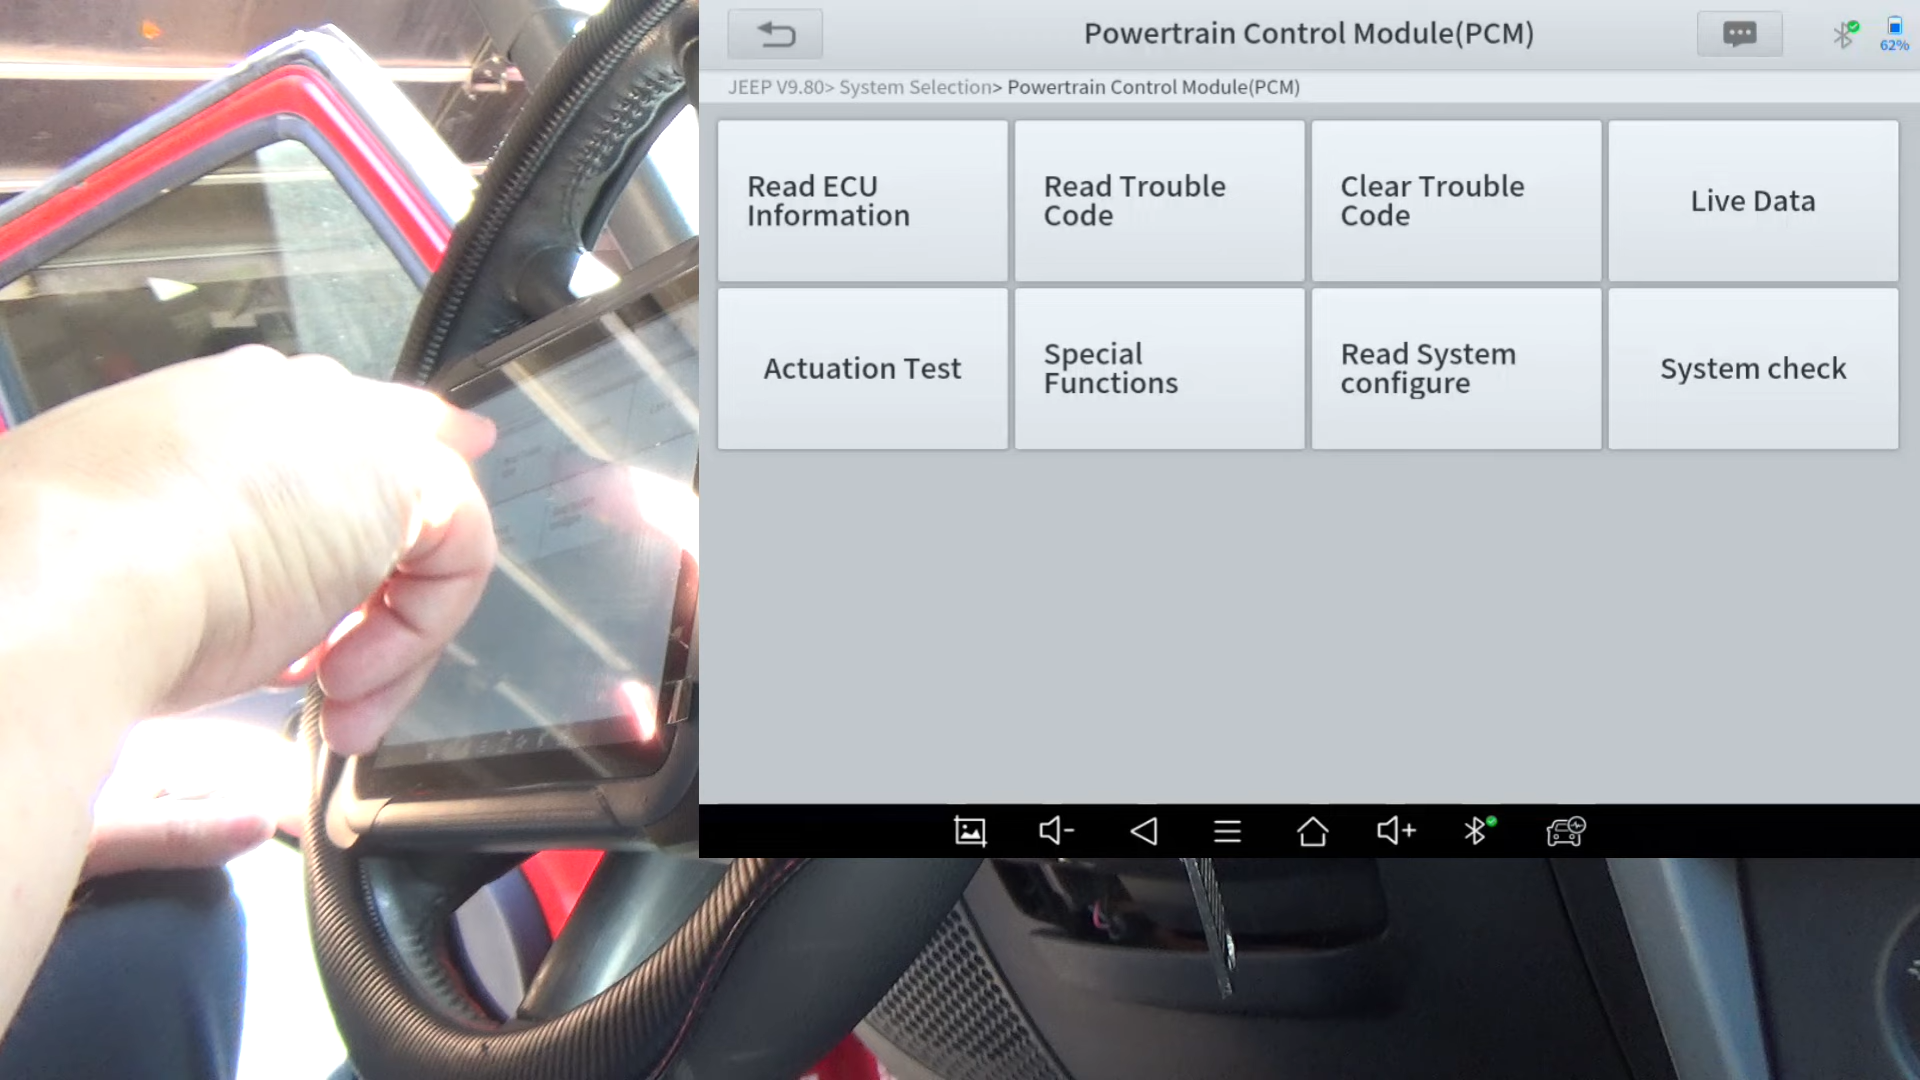 Powertrain Control Module(PCM)
62%
JEEP V9.80> System Selection> Powertrain Control Module(PCM)
Read ECU
Information
Read Trouble
Code
Clear Trouble
Code
Live Data
Actuation Test
Special
Functions
Read System
configure
System check